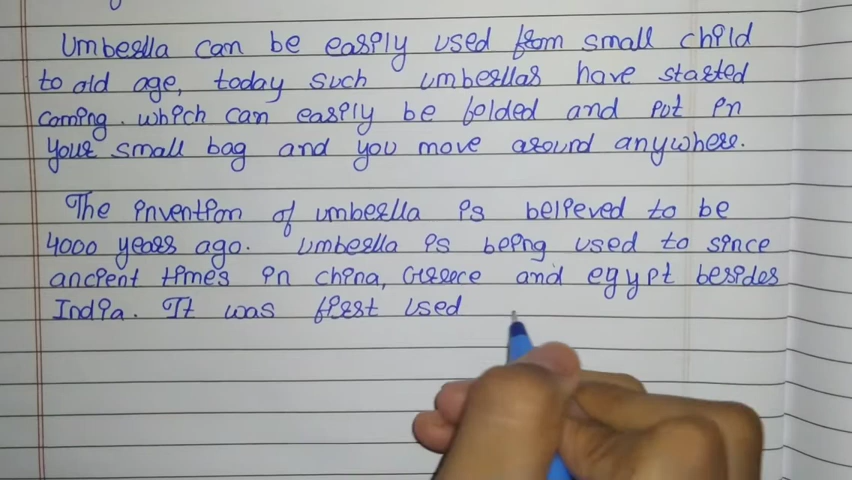 Umbrella can be easily used from small child
to old age, today such umbrellas have started
coming. which can easily be folded and put in
your small bag and you move around anywhere.
The invention of umbrella is believed to be
4000 years ago. Umbrella is being used to since
ancient times in china, Greece and egypt besides
India. It was first used